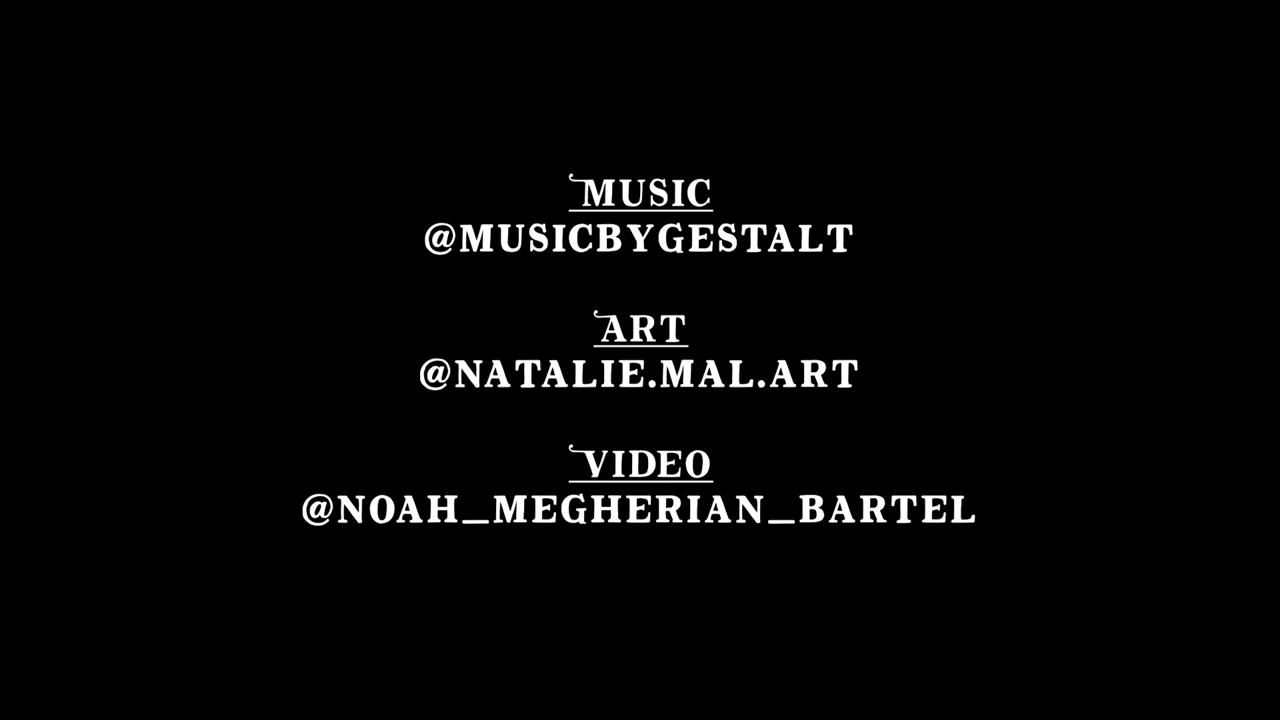 MUSIC
@MUSICBYGESTALT
ART
@NATALIE.MAL.ART
VIDEO
@NOAH_MEGHERIAN_BARTEL